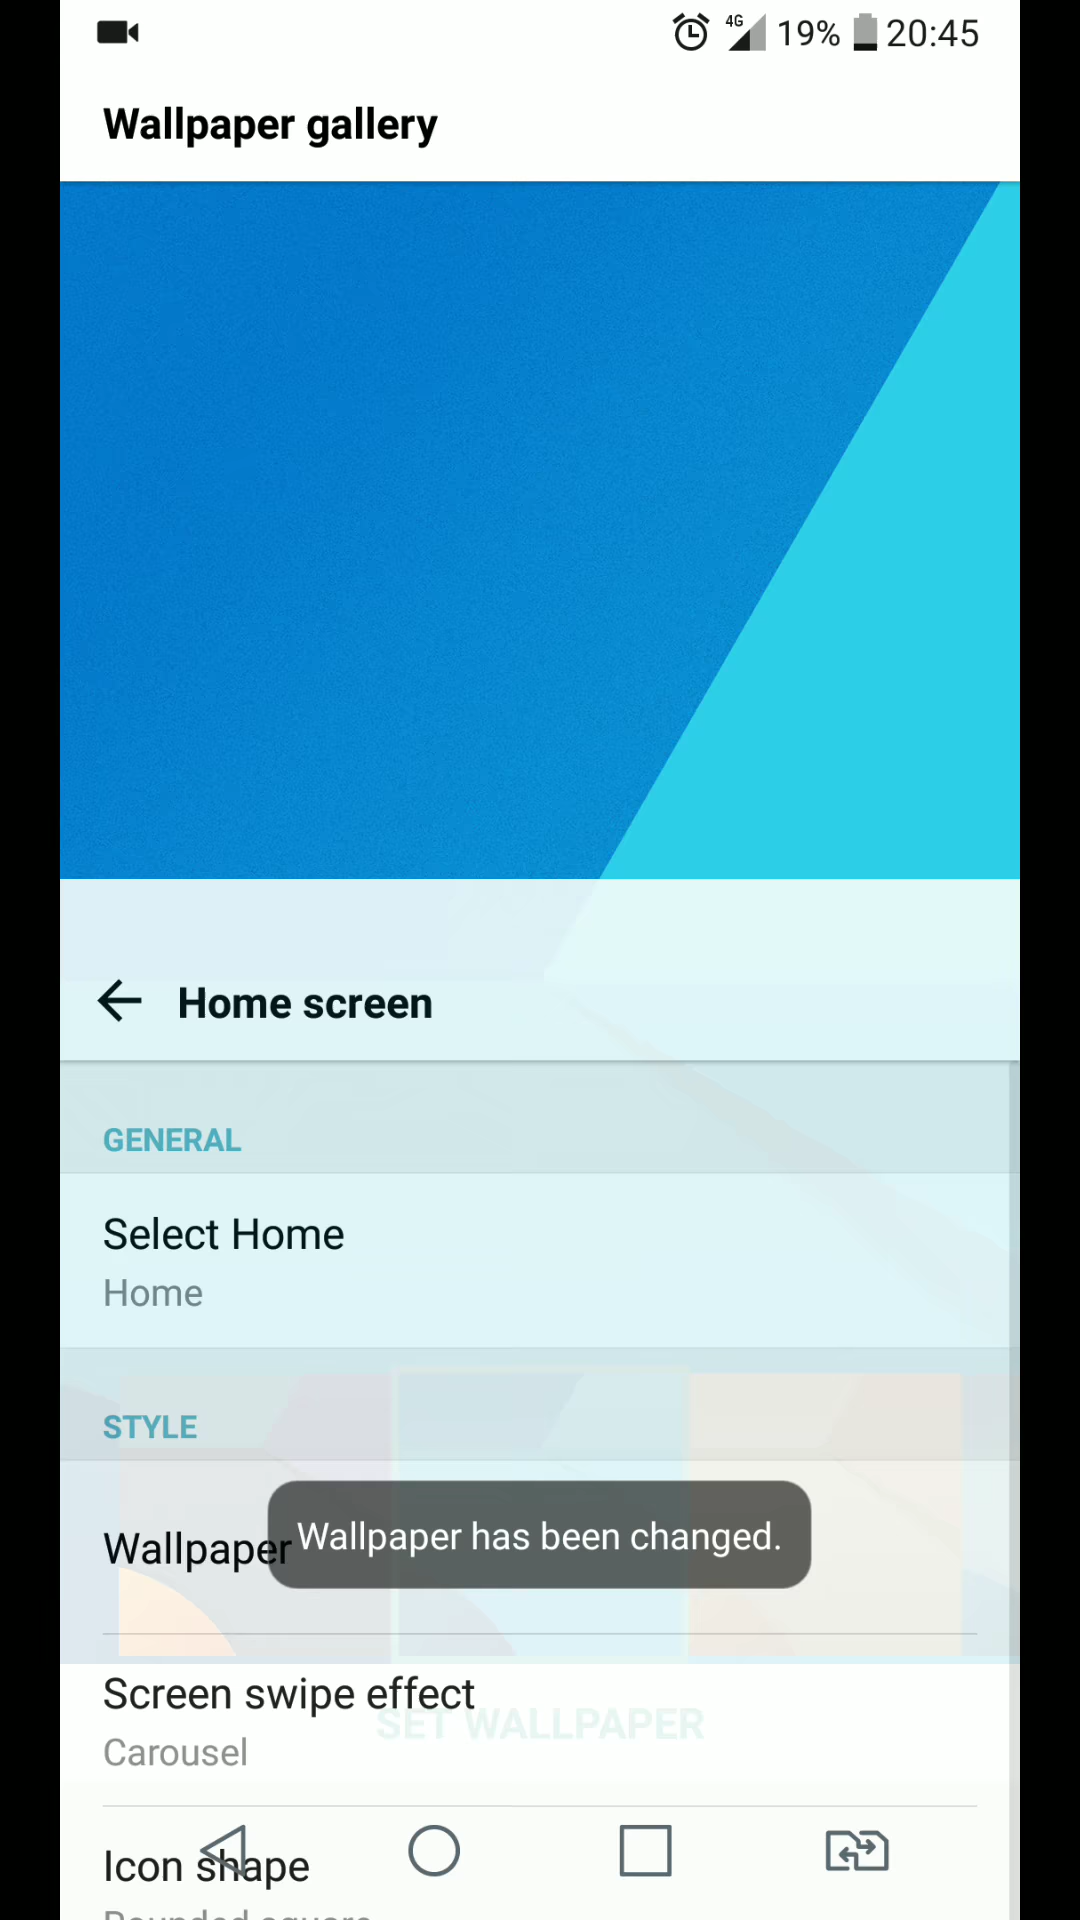 4G 19% 20:45
Wallpaper gallery
Home screen
GENERAL
Select Home
Home
STYLE
Wallpaper
Wallpaper has been changed.
Screen swipe effect
SET WALLPAPER
Carousel
Icon shape
Rounded square